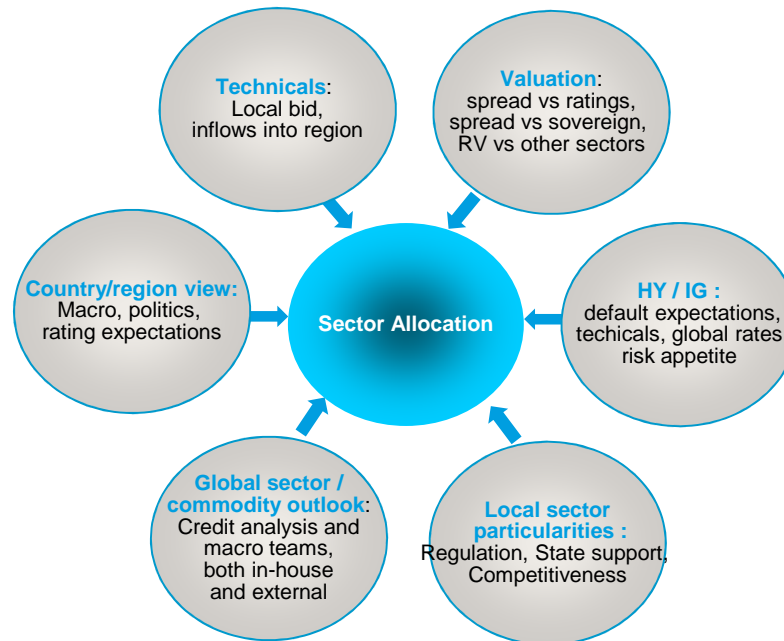 Technicals:
Local bid,
inflows into region
Valuation:
spread vs ratings,
spread vs sovereign,
RV vs other sectors
Country/region view:
Macro, politics,
rating expectations
Sector Allocation
HY / IG :
default expectations,
techicals, global rates
risk appetite
Global sector /
commodity outlook:
Credit analysis and
macro teams,
both in-house
and external
Local sector
particularities :
Regulation, State support,
Competitiveness